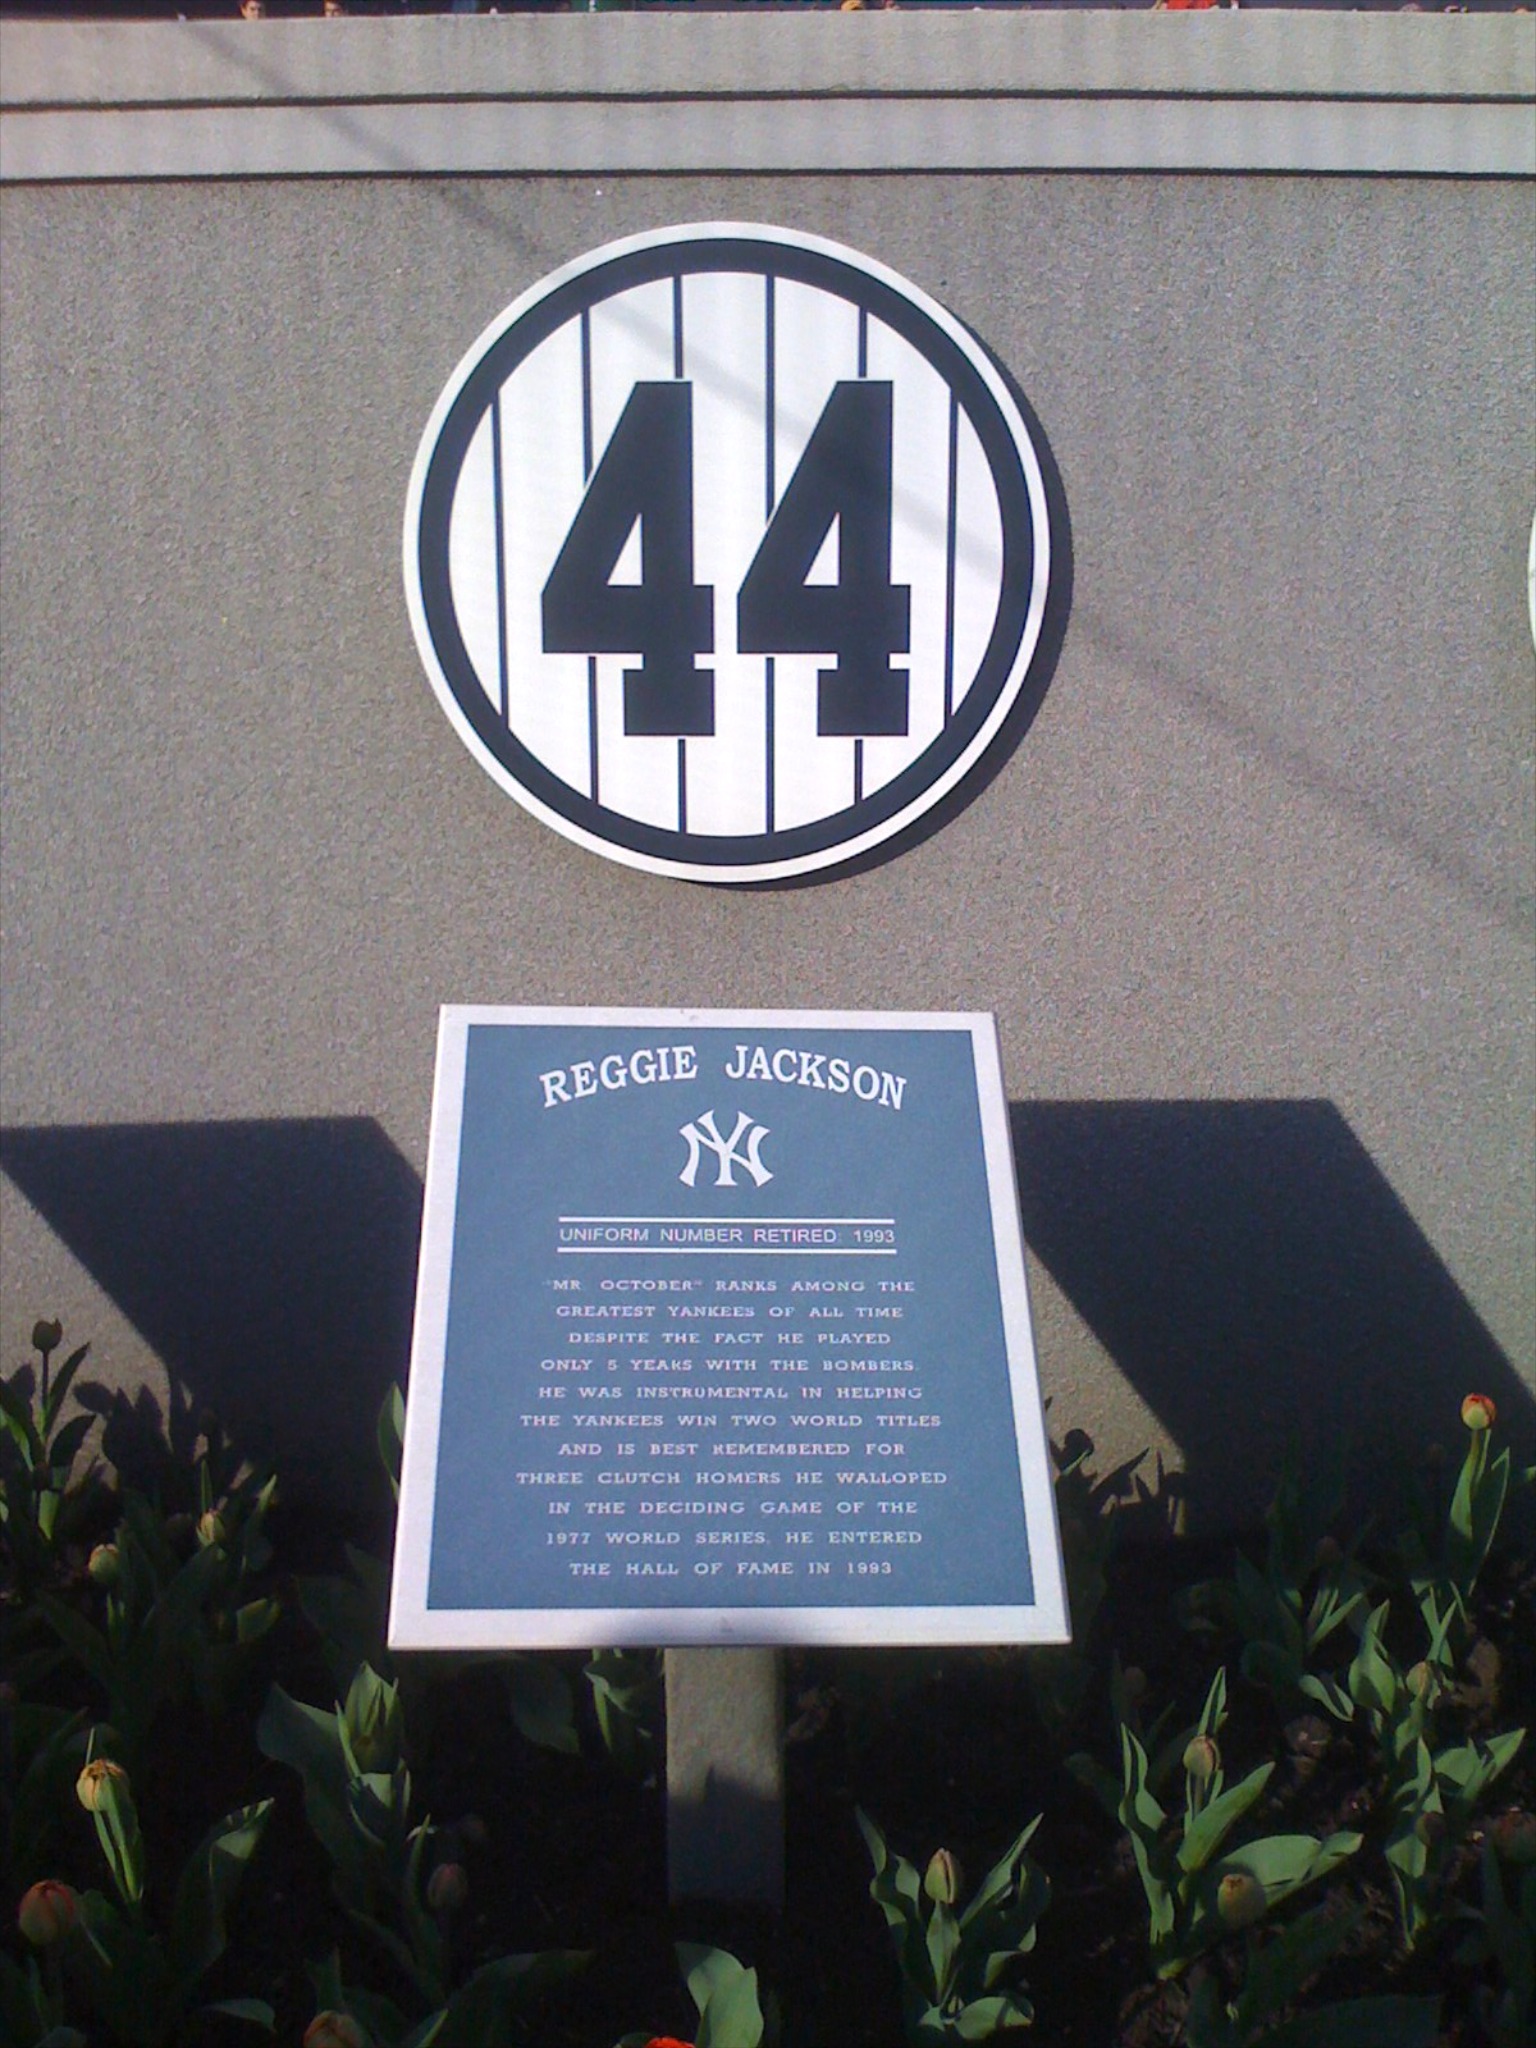 44
REGGIE JACKSON
NY
UNIFORM NUMBER RETIRED: 1993
"MR. OCTOBER" RANKS AMONG THE
GREATEST YANKEES OF ALL TIME
DESPITE THE FACT HE PLAYED
ONLY 5 YEARS WITH THE BOMBERS.
HE WAS INSTRUMENTAL IN HELPING
THE YANKEES WIN TWO WORLD TITLES
AND IS BEST REMEMBERED FOR
THREE CLUTCH HOMERS HE WALLOPED
IN THE DECIDING GAME OF THE
1977 WORLD SERIES. HE ENTERED
THE HALL OF FAME IN 1993